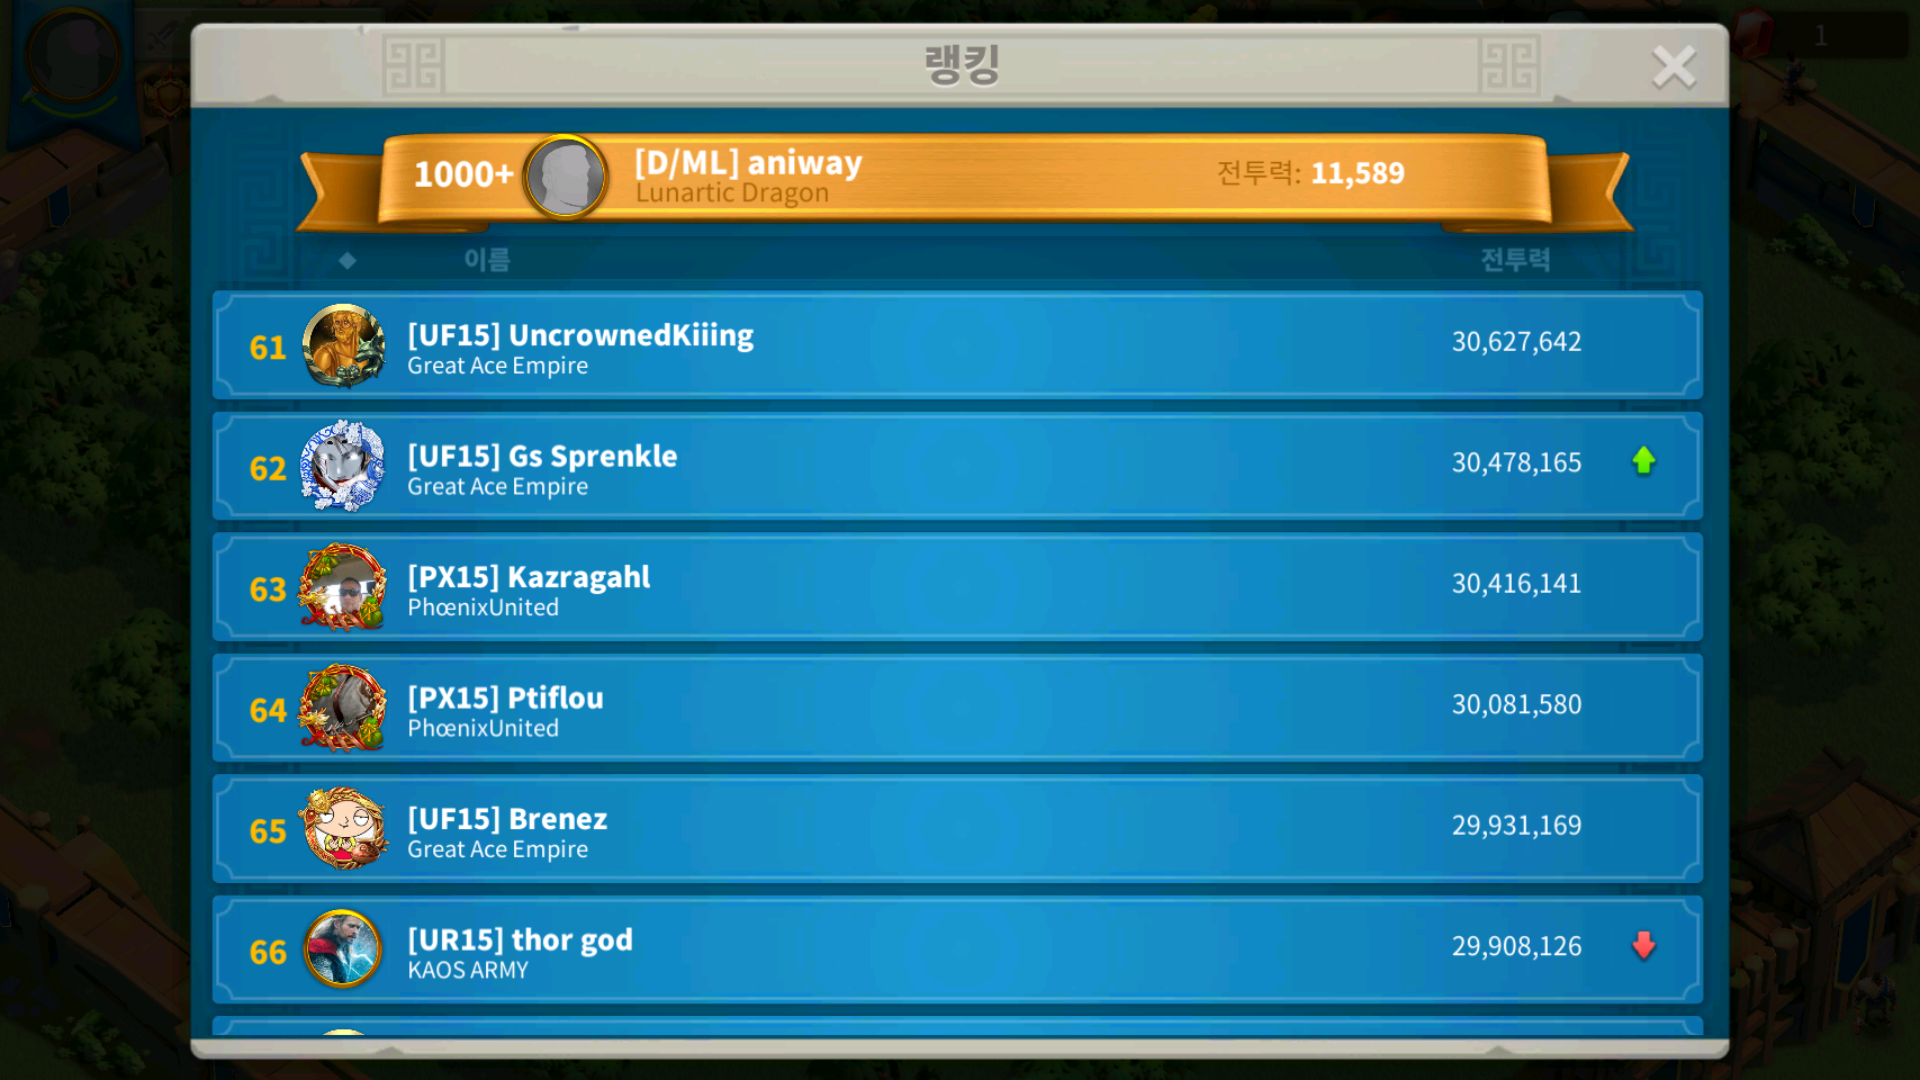 랭킹
1
1000+
[D/ML] aniway
Lunartic Dragon
전투력: 11,589
이름
전투력
61
[UF15] UncrownedKiiing
Great Ace Empire
30,627,642
62
[UF15] Gs Sprenkle
Great Ace Empire
30,478,165
63
[PX15] Kazragahl
PhœnixUnited
30,416,141
64
[PX15] Ptiflou
PhœnixUnited
30,081,580
65
[UF15] Brenez
Great Ace Empire
29,931,169
66
[UR15] thor god
KAOS ARMY
29,908,126